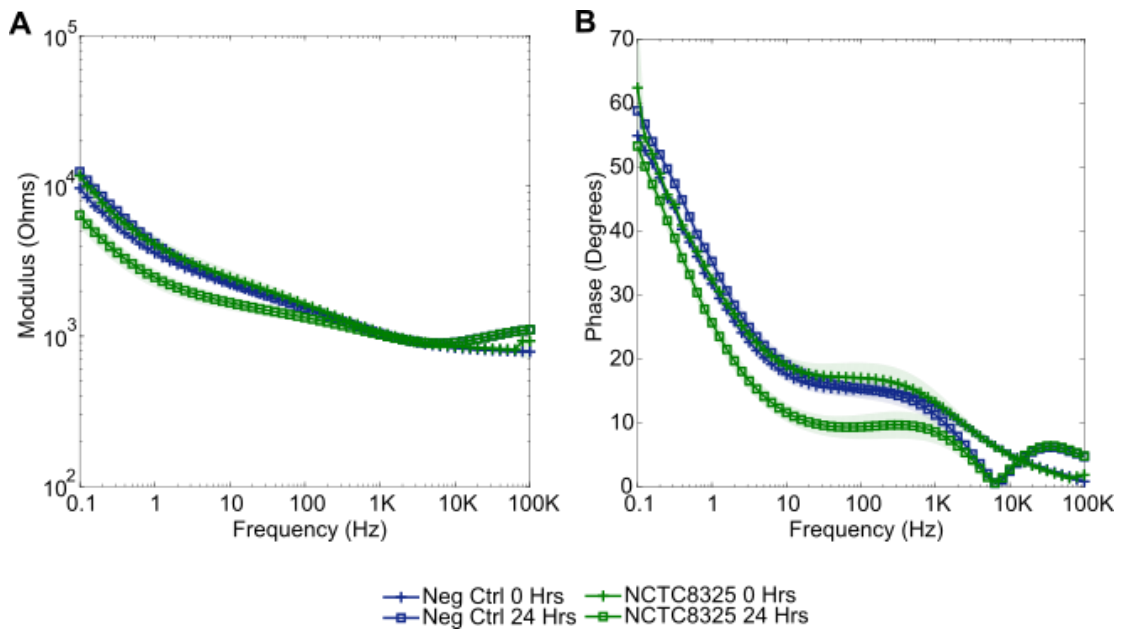 A
B
Modulus (Ohms)
10^5
10^4
10^3
10^2
0.1 1 10 100 1K 10K 100K
Frequency (Hz)
Phase (Degrees)
70
60
50
40
30
20
10
0
0.1 1 10 100 1K 10K 100K
Frequency (Hz)
Neg Ctrl 0 Hrs NCTC8325 0 Hrs
Neg Ctrl 24 Hrs NCTC8325 24 Hrs